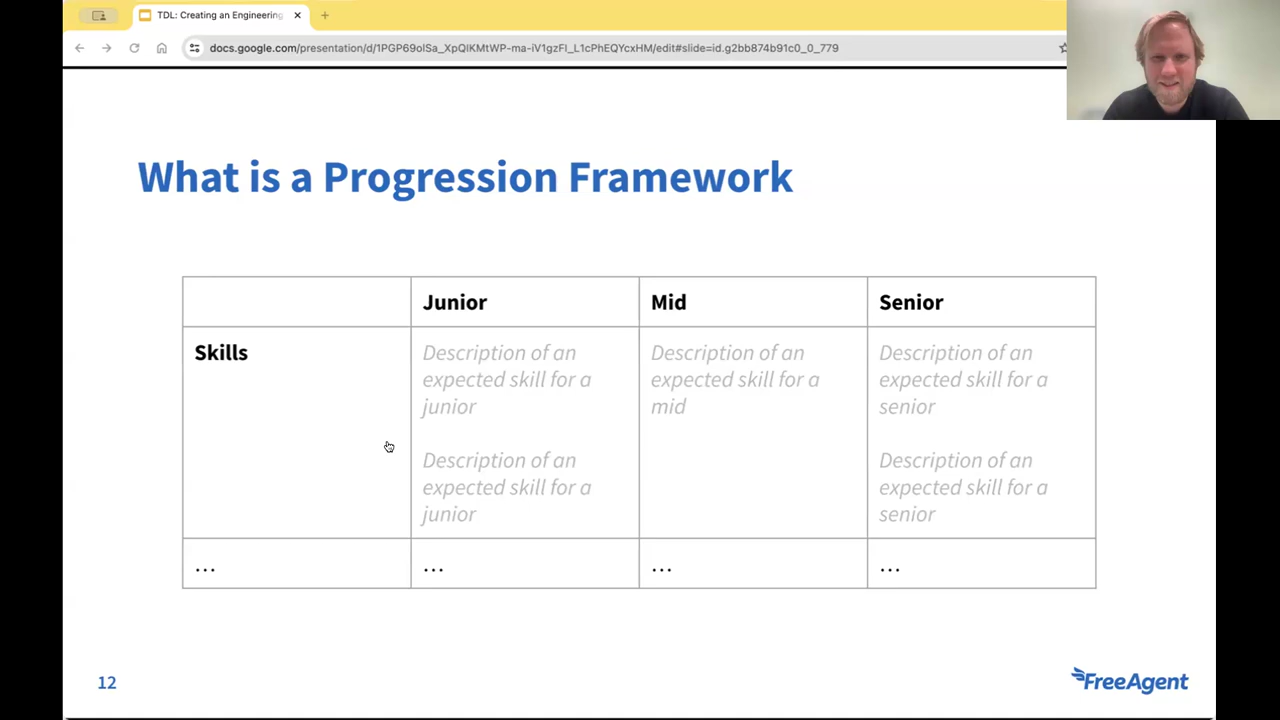 TDL: Creating an Engineering
docs.google.com/presentation/d/1PGP69olSa_XpQlKMtWP-ma-iV1gzFl_L1cPhEQYcxHM/edit#slide=id.g2bb874b91c0_0_779
What is a Progression Framework
Junior Mid Senior
Skills
Description of an
expected skill for a
junior
Description of an
expected skill for a
junior
Description of an
expected skill for a
mid
Description of an
expected skill for a
senior
Description of an
expected skill for a
senior
... ... ... ...
12
FreeAgent